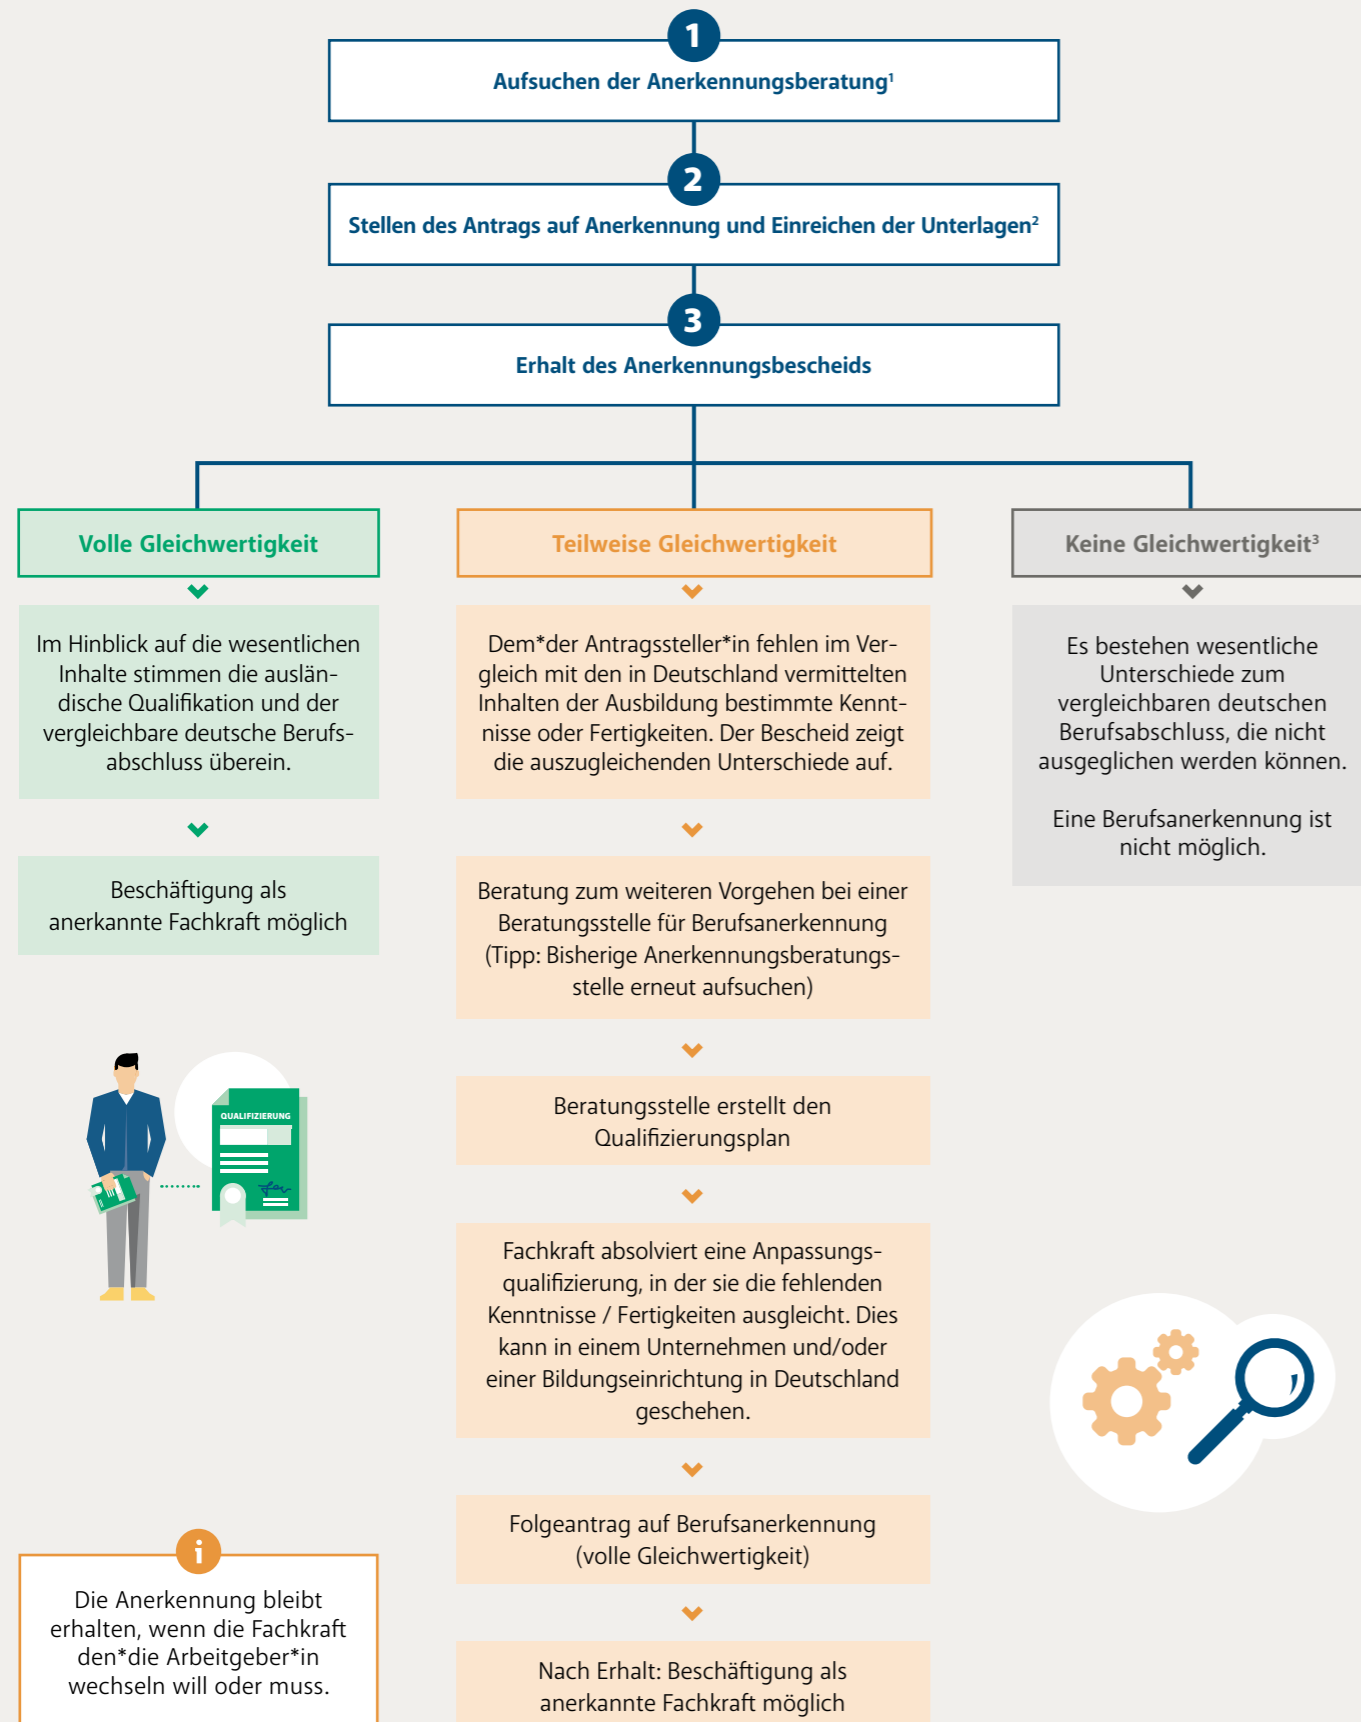 1
Aufsuchen der Anerkennungsberatung¹
2
Stellen des Antrags auf Anerkennung und Einreichen der Unterlagen²
3
Erhalt des Anerkennungsbescheids
Volle Gleichwertigkeit
Im Hinblick auf die wesentlichen
Inhalte stimmen die auslän-
dische Qualifikation und der
vergleichbare deutsche Berufs-
abschluss überein.
Beschäftigung als
anerkannte Fachkraft möglich
QUALIFIZIERUNG
i
Die Anerkennung bleibt
erhalten, wenn die Fachkraft
den*die Arbeitgeber*in
wechseln will oder muss.
Teilweise Gleichwertigkeit
Dem*der Antragssteller*in fehlen im Ver-
gleich mit den in Deutschland vermittelten
Inhalten der Ausbildung bestimmte Kennt-
nisse oder Fertigkeiten. Der Bescheid zeigt
die auszugleichenden Unterschiede auf.
Beratung zum weiteren Vorgehen bei einer
Beratungsstelle für Berufsanerkennung
(Tipp: Bisherige Anerkennungsberatungs-
stelle erneut aufsuchen)
Beratungsstelle erstellt den
Qualifizierungsplan
Fachkraft absolviert eine Anpassungs-
qualifizierung, in der sie die fehlenden
Kenntnisse / Fertigkeiten ausgleicht. Dies
kann in einem Unternehmen und/oder
einer Bildungseinrichtung in Deutschland
geschehen.
Folgeantrag auf Berufsanerkennung
(volle Gleichwertigkeit)
Nach Erhalt: Beschäftigung als
anerkannte Fachkraft möglich
Keine Gleichwertigkeit³
Es bestehen wesentliche
Unterschiede zum
vergleichbaren deutschen
Berufsabschluss, die nicht
ausgeglichen werden können.
Eine Berufsanerkennung ist
nicht möglich.